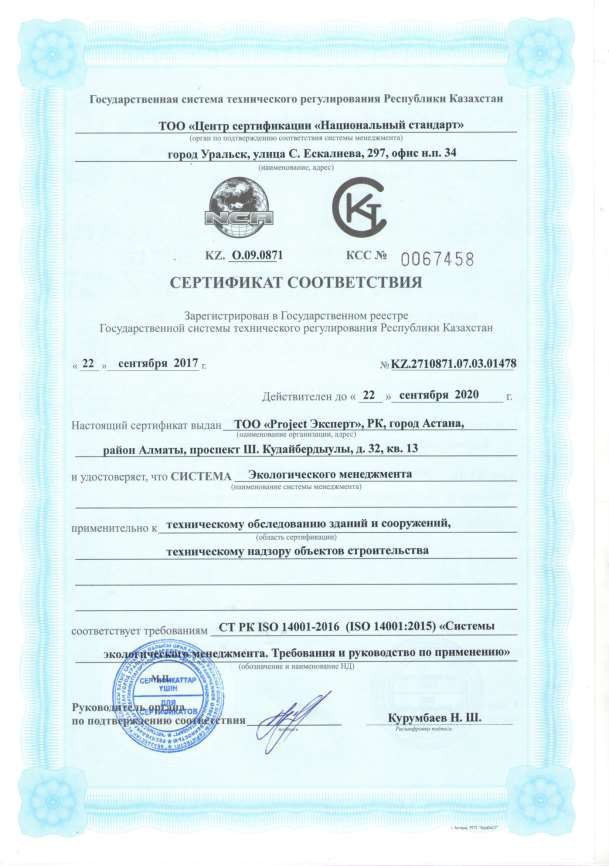 Государственная система технического регулирования Республики Казахстан
ТОО «Центр сертификации «Национальный стандарт»
(орган по подтверждению соответствия системы менеджмента)
город Уральск, улица С. Ескалиева, 297, офис н.п. 34
(наименование, адрес)
NCA
КZ. О.09.0871 КСС № 0067458
СЕРТИФИКАТ СООТВЕТСТВИЯ
Зарегистрирован в Государственном реестре
Государственной системы технического регулирования Республики Казахстан
« 22 » сентября 2017 г. № KZ.2710871.07.03.01478
Действителен до « 22 » сентября 2020 г.
Настоящий сертификат выдан ТОО «Project Эксперт», РК, город Астана,
(наименование организации, адрес)
район Алматы, проспект Ш. Кудайбердыулы, д. 32, кв. 13
и удостоверяет, что СИСТЕМА Экологического менеджмента
(наименование системы менеджмента)
применительно к техническому обследованию зданий и сооружений,
(область сертификации)
техническому надзору объектов строительства
соответствует требованиям СТ РК ISO 14001-2016 (ISO 14001:2015) «Системы
экологического менеджмента. Требования и руководство по применению»
(обозначение и наименование НД)
М.П.
СЕРТИФИКАТТАР
ҮШІН
ДЛЯ
СЕРТИФИКАТОВ
Руководитель органа
по подтверждению соответствия Курумбаев Н. Ш.
подпись Расшифровка подписи